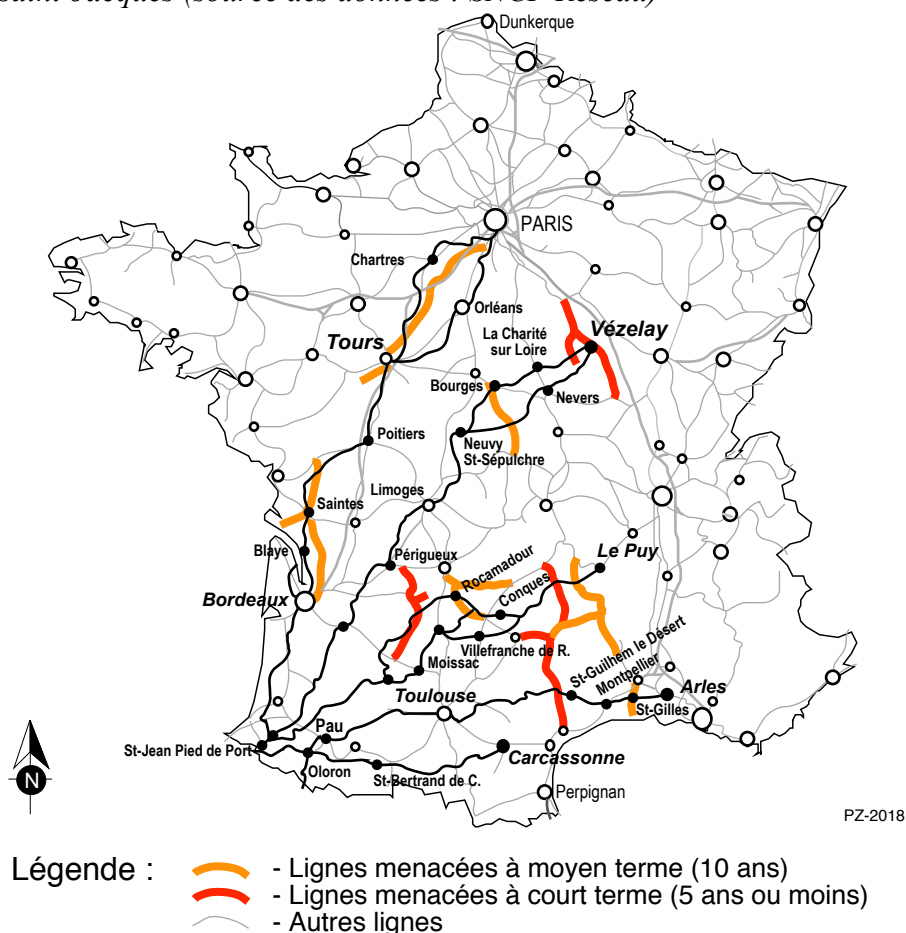 Saint-Jacques (source des données : SNCF Réseau)
Dunkerque
PARIS
Chartres
Orléans
La Charité
sur Loire
Vézelay
Tours
Bourges
Nevers
Poitiers
Neuvy
St-Sépulchre
Limoges
Saintes
Blaye
Périgueux
Rocamadour
Le Puy
Conques
Bordeaux
Villefranche de R.
St-Guilhem le Désert
Moissac
Montpellier
Arles
Toulouse
St-Gilles
Pau
St-Jean Pied de Port
Carcassonne
Oloron
St-Bertrand de C.
N
Perpignan
PZ-2018
Légende :
- Lignes menacées à moyen terme (10 ans)
- Lignes menacées à court terme (5 ans ou moins)
- Autres lignes